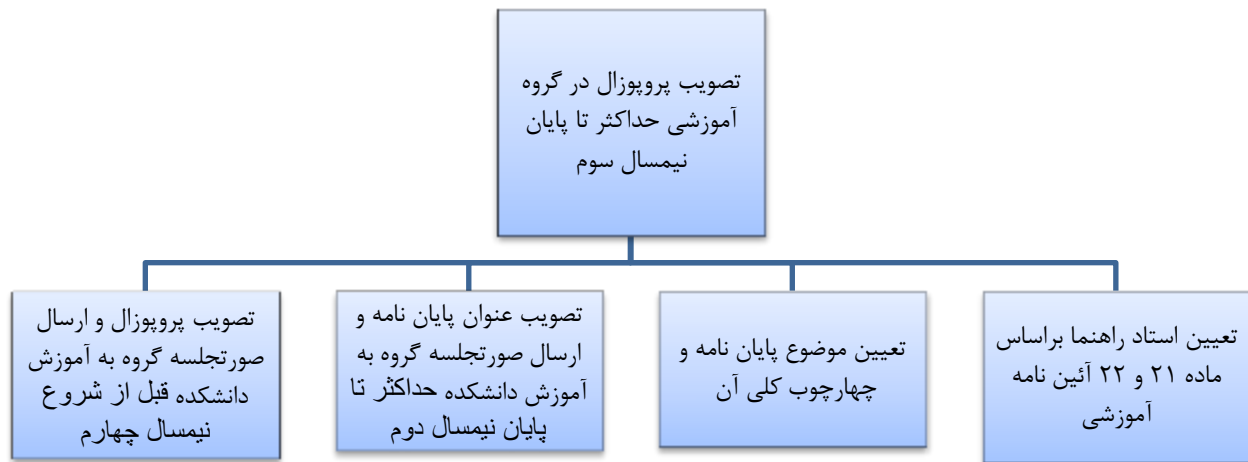 تصویب پروپوزال در گروه
آموزشی حداکثر تا پایان
نیمسال سوم
تعیین استاد راهنما براساس
ماده ۲۱ و ۲۲ آئین نامه
آموزشی
تعیین موضوع پایان نامه و
چهارچوب کلی آن
تصویب عنوان پایان نامه و
ارسال صورتجلسه گروه به
آموزش دانشکده حداکثر تا
پایان نیمسال دوم
تصویب پروپوزال و ارسال
صورتجلسه گروه به آموزش
دانشکده قبل از شروع
نیمسال چهارم